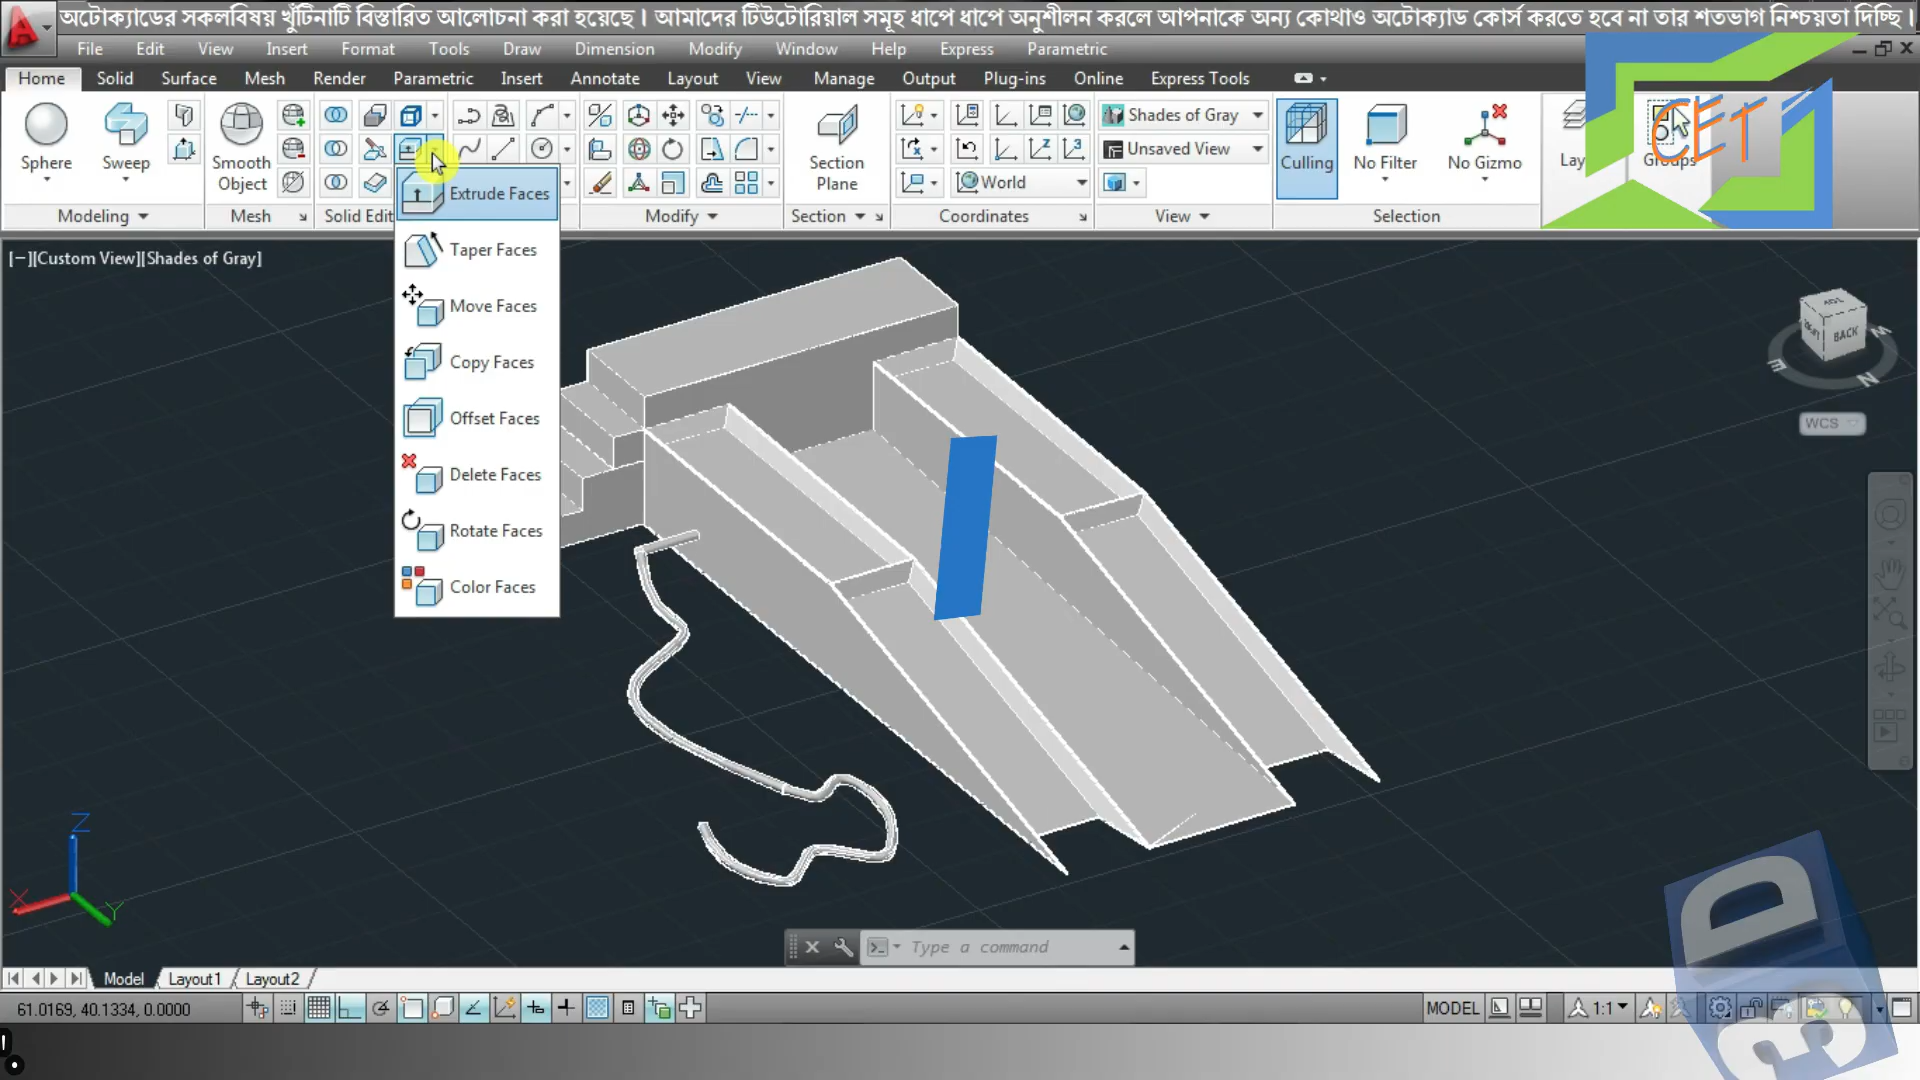 অটোক্যাডের সকলবিষয় খুঁটিনাটি বিস্তারিত আলোচনা করা হয়েছে। আমাদের টিউটোরিয়াল সমূহ ধাপে ধাপে অনুশীলন করলে আপনাকে অন্য কোথাও অটোক্যাড কোর্স করতে হবে না তার শতভাগ নিশ্চয়তা দিচ্ছি।
File Edit View Insert Format Tools Draw Dimension Modify Window Help Express Parametric
Home Solid Surface Mesh Render Parametric Insert Annotate Layout View Manage Output Plug-ins Online Express Tools
Sphere Sweep Smooth Object Section Plane Shades of Gray Culling No Filter No Gizmo Groups
Unsaved View
World
CET
Modeling Mesh Solid Edit Modify Section Coordinates View Selection
Extrude Faces
Taper Faces
Move Faces
Copy Faces
Offset Faces
Delete Faces
Rotate Faces
Color Faces
[−][Custom View][Shades of Gray]
BACK
E
N
WCS
Z
X
Y
3D
Type a command
Model Layout1 Layout2
61.0169, 40.1334, 0.0000
MODEL 1:1